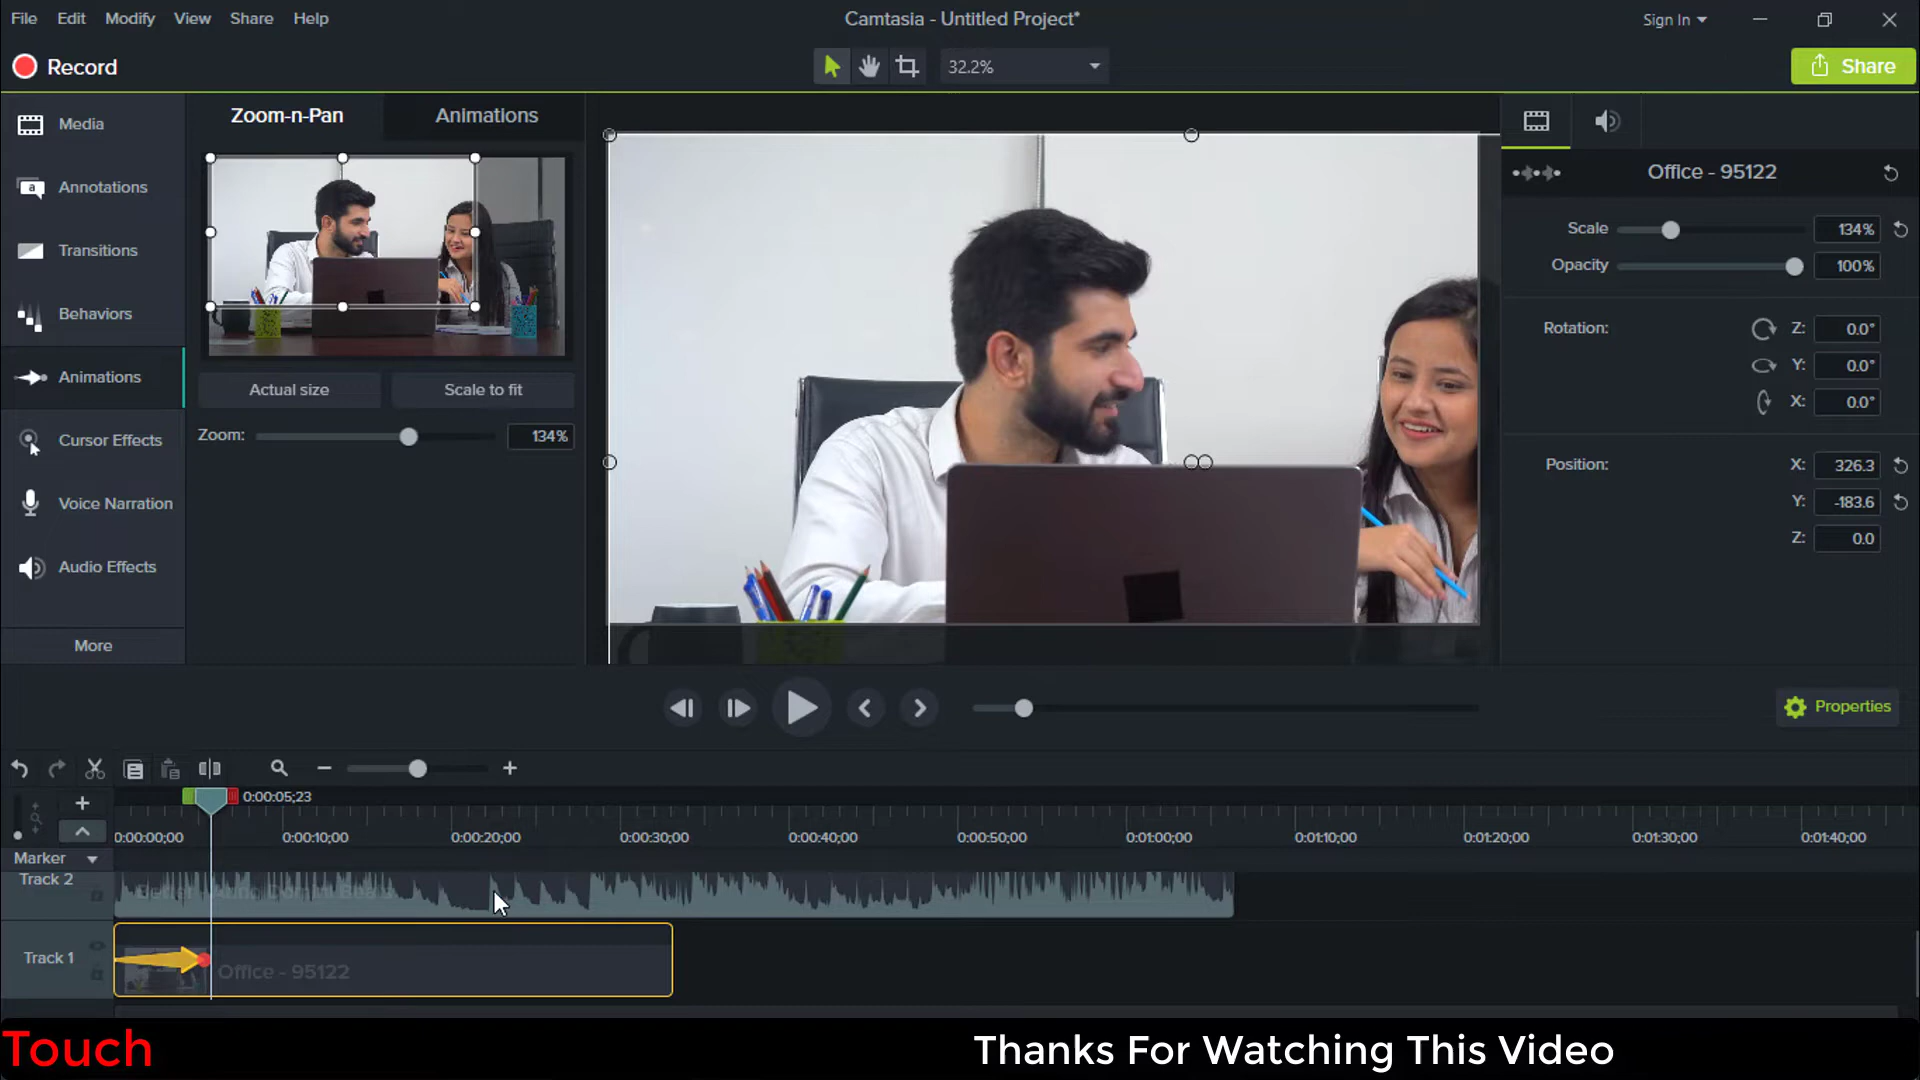 File Edit Modify View Share Help
Camtasia - Untitled Project*
Sign In
Record
32.2%
Share
Media
Annotations
Transitions
Behaviors
Animations
Cursor Effects
Voice Narration
Audio Effects
More
Zoom-n-Pan Animations
Actual size Scale to fit
Zoom: 134%
Office - 95122
Scale 134%
Opacity 100%
Rotation: Z: 0.0°
Y: 0.0°
X: 0.0°
Position: X: 326.3
Y: -183.6
Z: 0.0
Properties
0:00:05;23
0:00:00;00 0:00:10;00 0:00:20;00 0:00:30;00 0:00:40;00 0:00:50;00 0:01:00;00 0:01:10;00 0:01:20;00 0:01:30;00 0:01:40;00
Marker
Track 2
Track 1
Office - 95122
Touch
Thanks For Watching This Video